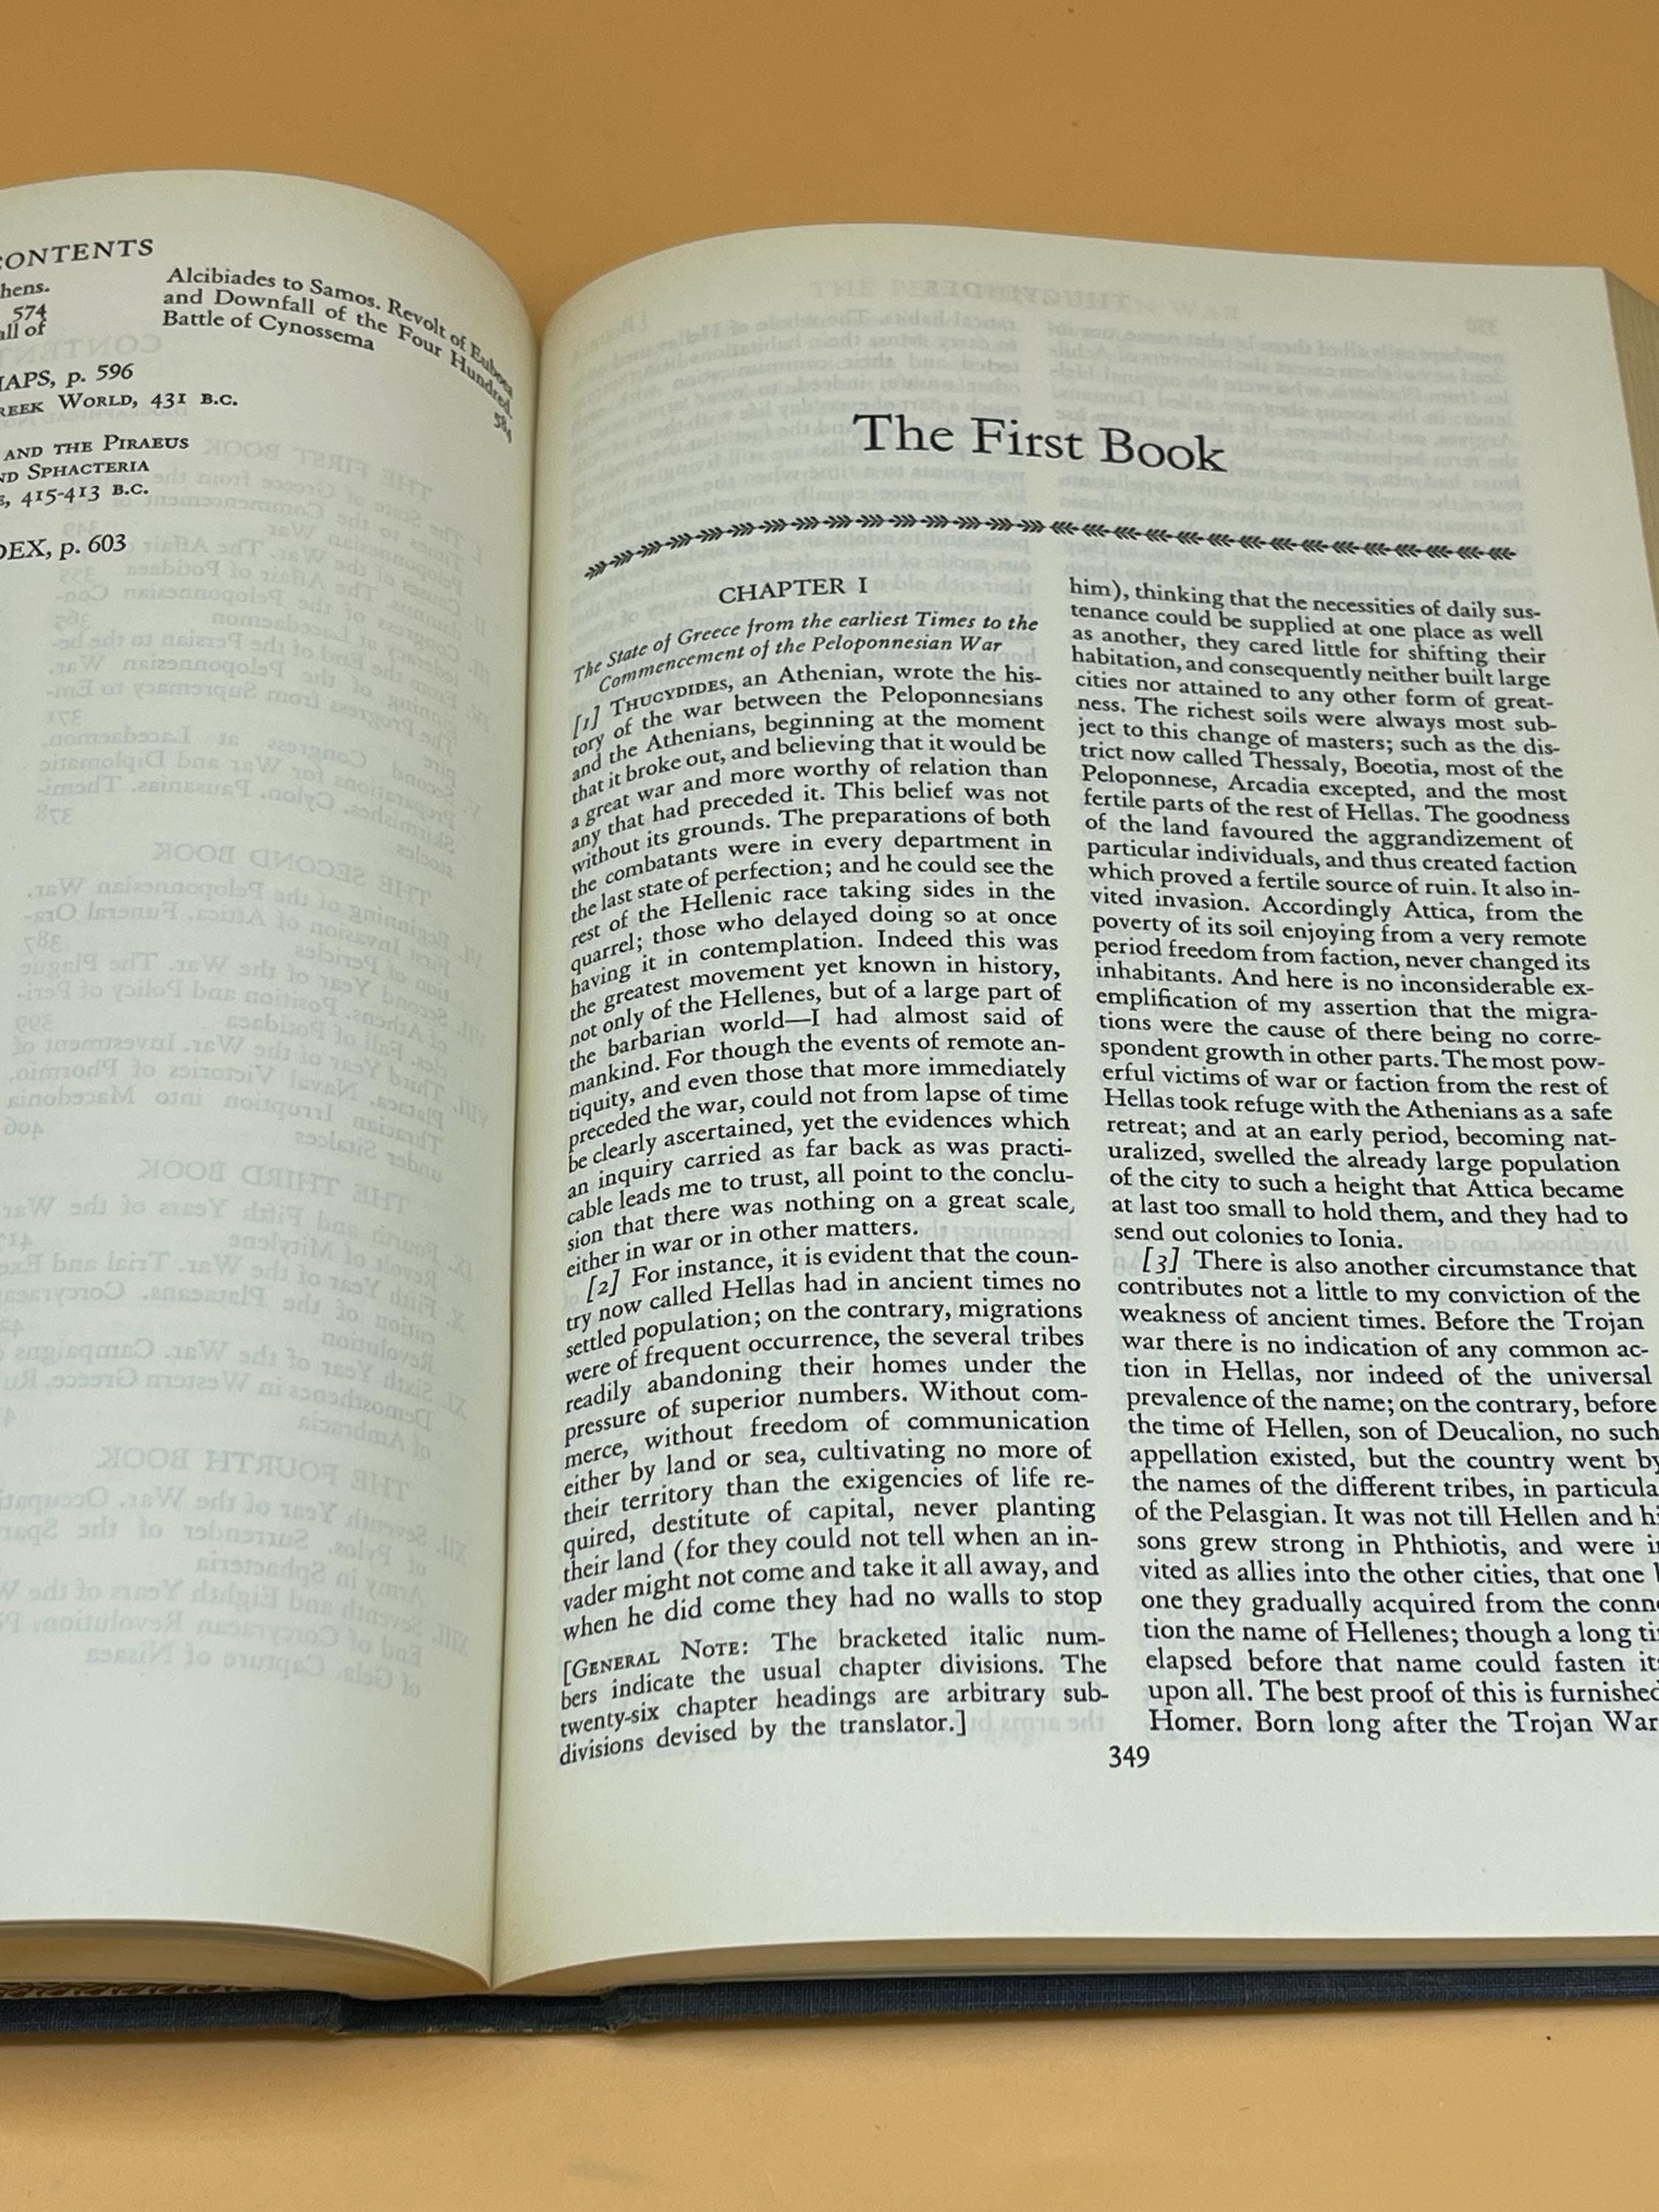 CONTENTS
hens.
574
all of
MAPS, p. 596
GREEK WORLD, 431 B.C.
AND THE PIRAEUS
AND SPHACTERIA
415-413 B.C.
INDEX, p. 603
Alcibiades to Samos. Revolt of Euboea
and Downfall of the Four Hundred.
Battle of Cynossema
584
The First Book
CHAPTER I
The State of Greece from the earliest Times to the
Commencement of the Peloponnesian War
[1] THUCYDIDES, an Athenian, wrote the his-
tory of the war between the Peloponnesians
and the Athenians, beginning at the moment
that it broke out, and believing that it would be
a great war and more worthy of relation than
any that had preceded it. This belief was not
without its grounds. The preparations of both
the combatants were in every department in
the last state of perfection; and he could see the
rest of the Hellenic race taking sides in the
quarrel; those who delayed doing so at once
having it in contemplation. Indeed this was
the greatest movement yet known in history,
not only of the Hellenes, but of a large part of
the barbarian world—I had almost said of
mankind. For though the events of remote an-
tiquity, and even those that more immediately
preceded the war, could not from lapse of time
be clearly ascertained, yet the evidences which
an inquiry carried as far back as was practi-
cable leads me to trust, all point to the conclu-
sion that there was nothing on a great scale,
either in war or in other matters.
[2] For instance, it is evident that the coun-
try now called Hellas had in ancient times no
settled population; on the contrary, migrations
were of frequent occurrence, the several tribes
readily abandoning their homes under the
pressure of superior numbers. Without com-
merce, without freedom of communication
either by land or sea, cultivating no more of
their territory than the exigencies of life re-
quired, destitute of capital, never planting
their land (for they could not tell when an in-
vader might not come and take it all away, and
when he did come they had no walls to stop
[GENERAL NOTE: The bracketed italic num-
bers indicate the usual chapter divisions. The
twenty-six chapter headings are arbitrary sub-
divisions devised by the translator.]
him), thinking that the necessities of daily sus-
tenance could be supplied at one place as well
as another, they cared little for shifting their
habitation, and consequently neither built large
cities nor attained to any other form of great-
ness. The richest soils were always most sub-
ject to this change of masters; such as the dis-
trict now called Thessaly, Boeotia, most of the
Peloponnese, Arcadia excepted, and the most
fertile parts of the rest of Hellas. The goodness
of the land favoured the aggrandizement of
particular individuals, and thus created faction
which proved a fertile source of ruin. It also in-
vited invasion. Accordingly Attica, from the
poverty of its soil enjoying from a very remote
period freedom from faction, never changed its
inhabitants. And here is no inconsiderable ex-
emplification of my assertion that the migra-
tions were the cause of there being no corre-
spondent growth in other parts. The most pow-
erful victims of war or faction from the rest of
Hellas took refuge with the Athenians as a safe
retreat; and at an early period, becoming nat-
uralized, swelled the already large population
of the city to such a height that Attica became
at last too small to hold them, and they had to
send out colonies to Ionia.
[3] There is also another circumstance that
contributes not a little to my conviction of the
weakness of ancient times. Before the Trojan
war there is no indication of any common ac-
tion in Hellas, nor indeed of the universal
prevalence of the name; on the contrary, before
the time of Hellen, son of Deucalion, no such
appellation existed, but the country went by
the names of the different tribes, in particula
of the Pelasgian. It was not till Hellen and hi
sons grew strong in Phthiotis, and were in
vited as allies into the other cities, that one
one they gradually acquired from the conne
tion the name of Hellenes; though a long ti
elapsed before that name could fasten its
upon all. The best proof of this is furnished
Homer. Born long after the Trojan War
349